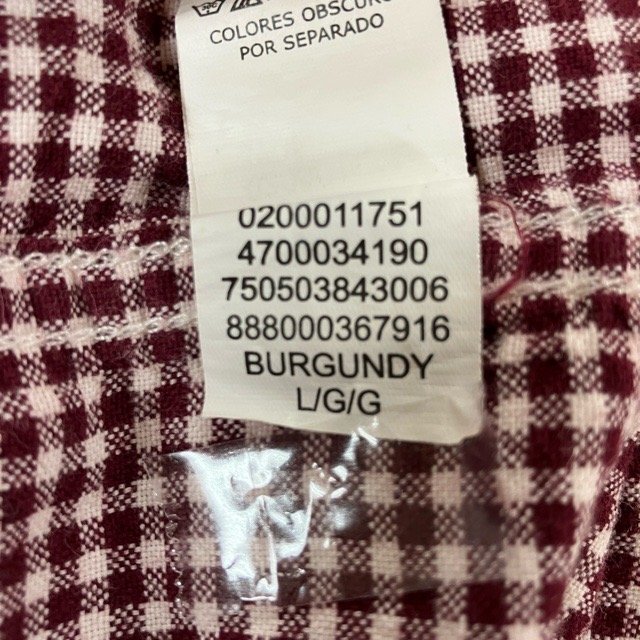 COLORES OBSCUROS
POR SEPARADO
0200011751
4700034190
750503843006
888000367916
BURGUNDY
L/G/G